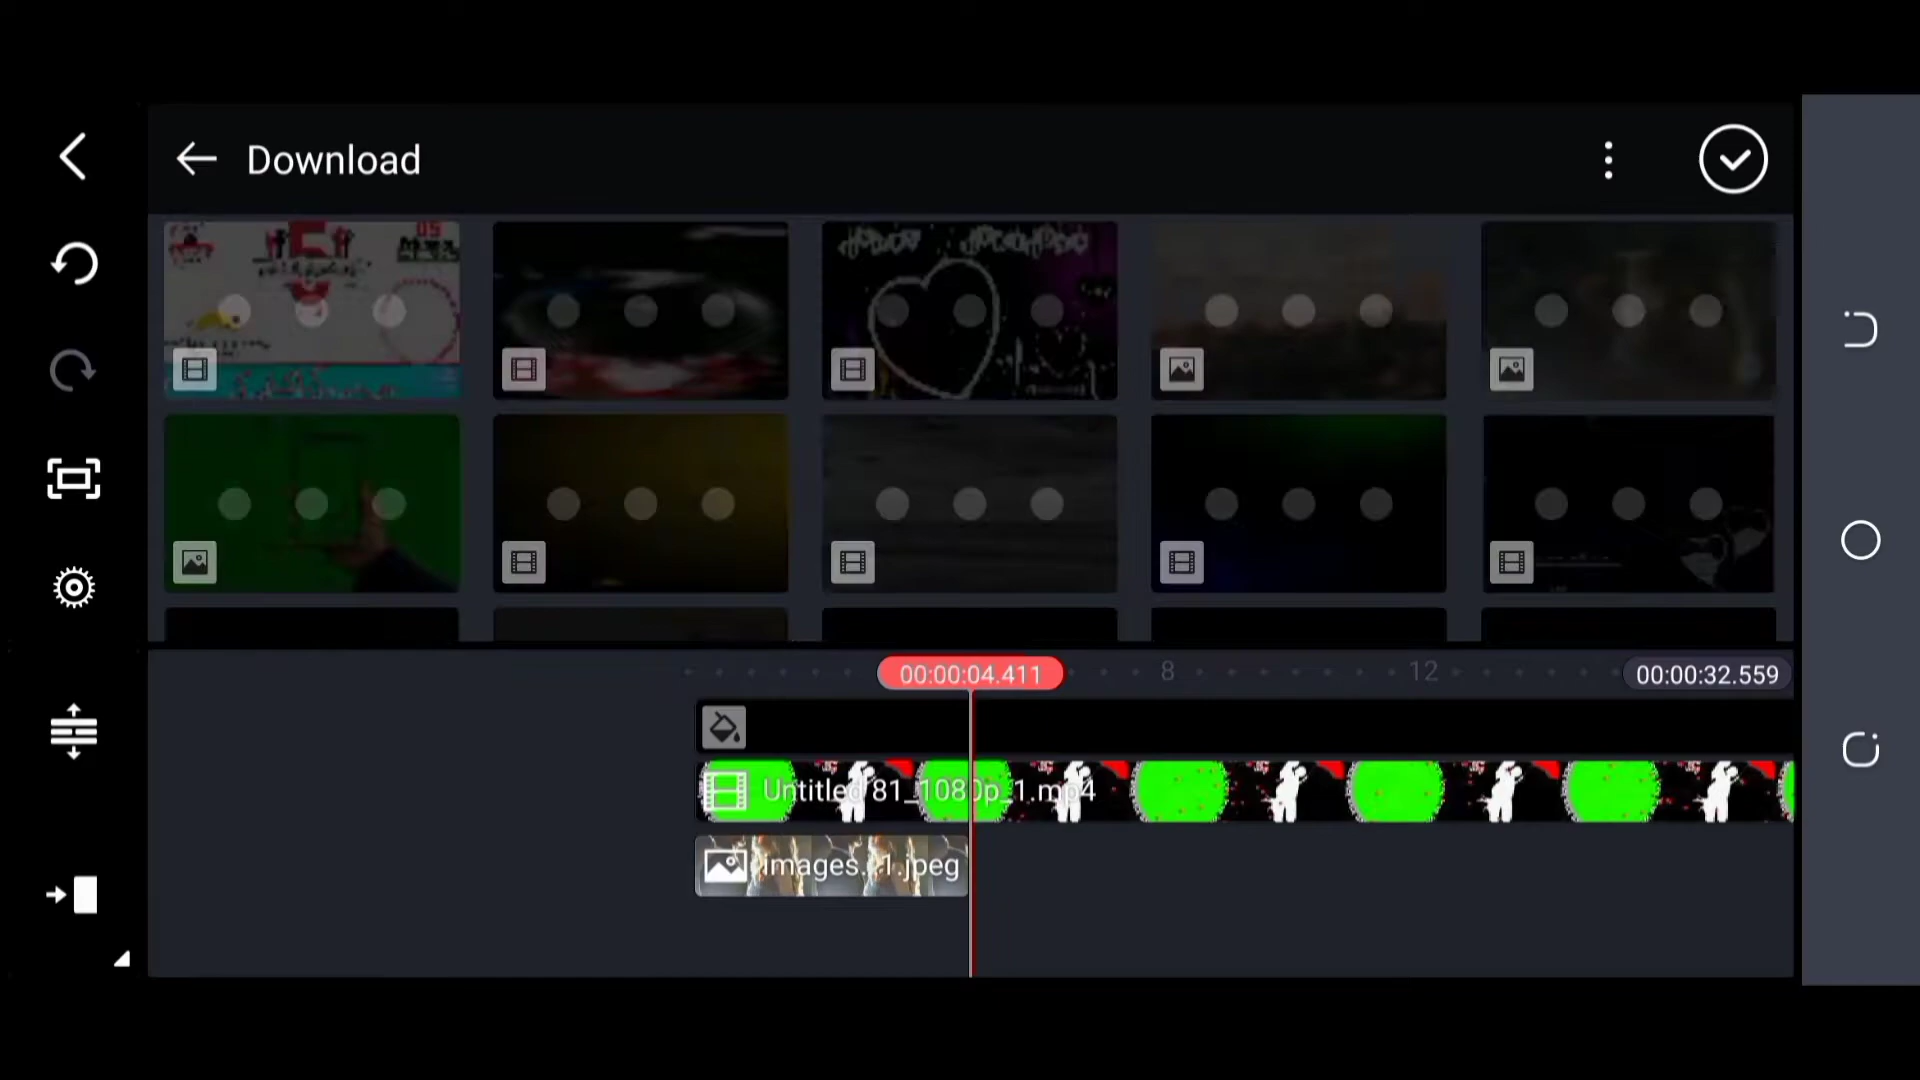 Download
00:00:04.411
8
12
00:00:32.559
Untitled 81_1080p_1.mp4
images. 1.jpeg